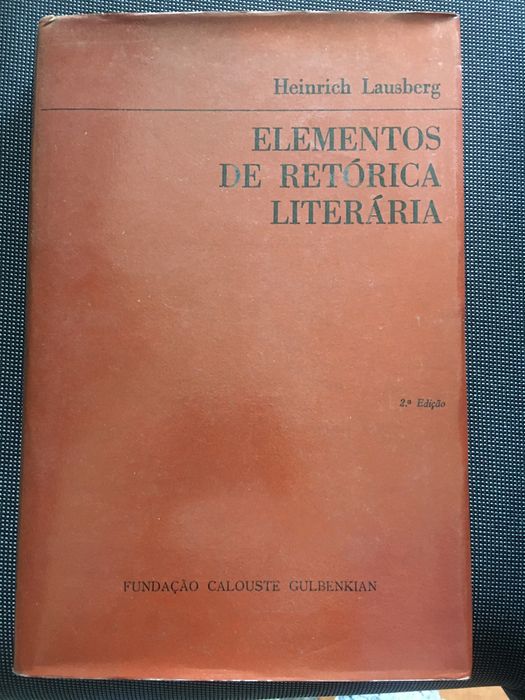 Heinrich Lausberg
ELEMENTOS
DE RETÓRICA
LITERÁRIA
2.ª Edição
FUNDAÇÃO CALOUSTE GULBENKIAN